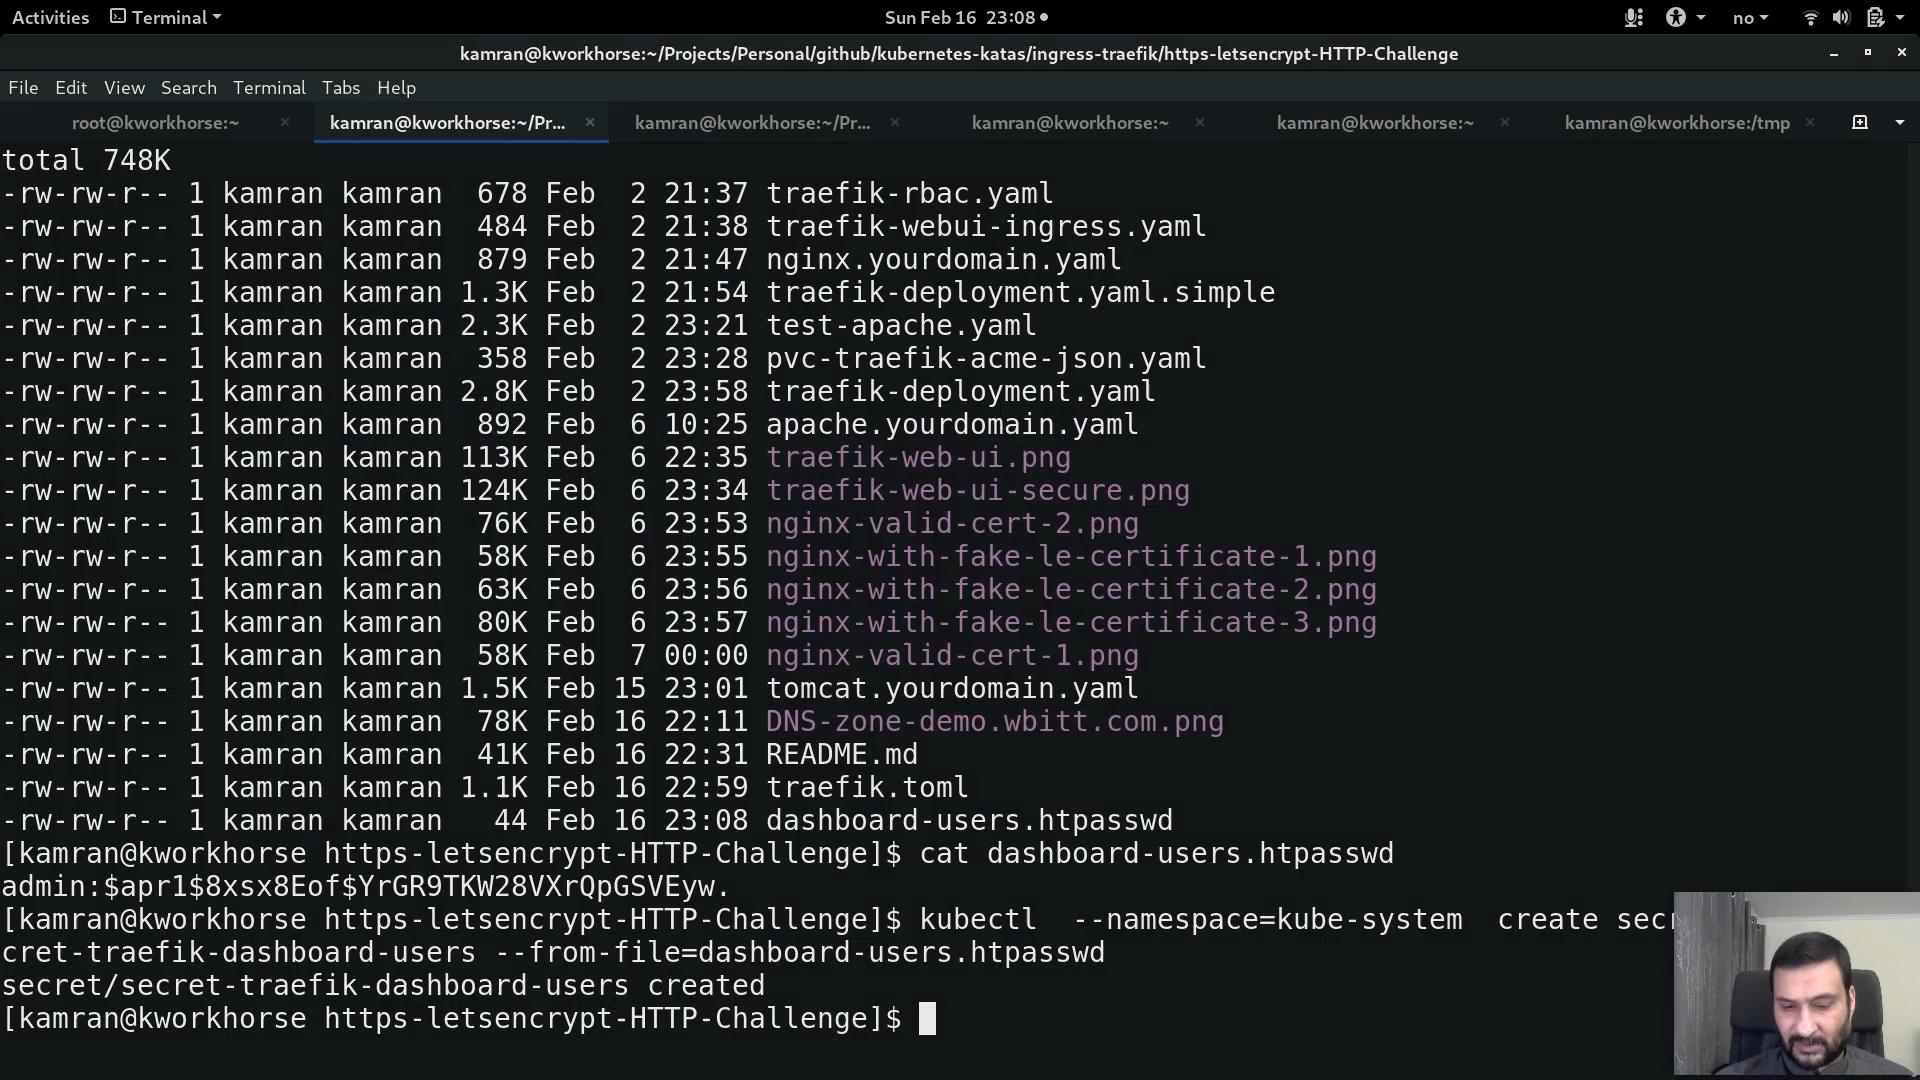 Activities Terminal Sun Feb 16 23:08 no
kamran@kworkhorse:~/Projects/Personal/github/kubernetes-katas/ingress-traefik/https-letsencrypt-HTTP-Challenge
File Edit View Search Terminal Tabs Help
root@kworkhorse:~ kamran@kworkhorse:~/Pr... kamran@kworkhorse:~/Pr... kamran@kworkhorse:~ kamran@kworkhorse:~ kamran@kworkhorse:/tmp
total 748K
-rw-rw-r-- 1 kamran kamran  678 Feb  2 21:37 traefik-rbac.yaml
-rw-rw-r-- 1 kamran kamran  484 Feb  2 21:38 traefik-webui-ingress.yaml
-rw-rw-r-- 1 kamran kamran  879 Feb  2 21:47 nginx.yourdomain.yaml
-rw-rw-r-- 1 kamran kamran 1.3K Feb  2 21:54 traefik-deployment.yaml.simple
-rw-rw-r-- 1 kamran kamran 2.3K Feb  2 23:21 test-apache.yaml
-rw-rw-r-- 1 kamran kamran  358 Feb  2 23:28 pvc-traefik-acme-json.yaml
-rw-rw-r-- 1 kamran kamran 2.8K Feb  2 23:58 traefik-deployment.yaml
-rw-rw-r-- 1 kamran kamran  892 Feb  6 10:25 apache.yourdomain.yaml
-rw-rw-r-- 1 kamran kamran 113K Feb  6 22:35 traefik-web-ui.png
-rw-rw-r-- 1 kamran kamran 124K Feb  6 23:34 traefik-web-ui-secure.png
-rw-rw-r-- 1 kamran kamran  76K Feb  6 23:53 nginx-valid-cert-2.png
-rw-rw-r-- 1 kamran kamran  58K Feb  6 23:55 nginx-with-fake-le-certificate-1.png
-rw-rw-r-- 1 kamran kamran  63K Feb  6 23:56 nginx-with-fake-le-certificate-2.png
-rw-rw-r-- 1 kamran kamran  80K Feb  6 23:57 nginx-with-fake-le-certificate-3.png
-rw-rw-r-- 1 kamran kamran  58K Feb  7 00:00 nginx-valid-cert-1.png
-rw-rw-r-- 1 kamran kamran 1.5K Feb 15 23:01 tomcat.yourdomain.yaml
-rw-rw-r-- 1 kamran kamran  78K Feb 16 22:11 DNS-zone-demo.wbitt.com.png
-rw-rw-r-- 1 kamran kamran  41K Feb 16 22:31 README.md
-rw-rw-r-- 1 kamran kamran 1.1K Feb 16 22:59 traefik.toml
-rw-rw-r-- 1 kamran kamran   44 Feb 16 23:08 dashboard-users.htpasswd
[kamran@kworkhorse https-letsencrypt-HTTP-Challenge]$ cat dashboard-users.htpasswd
admin:$apr1$8xsx8Eof$YrGR9TKW28VXrQpGSVEyw.
[kamran@kworkhorse https-letsencrypt-HTTP-Challenge]$ kubectl  --namespace=kube-system  create
cret-traefik-dashboard-users --from-file=dashboard-users.htpasswd
secret/secret-traefik-dashboard-users created
[kamran@kworkhorse https-letsencrypt-HTTP-Challenge]$